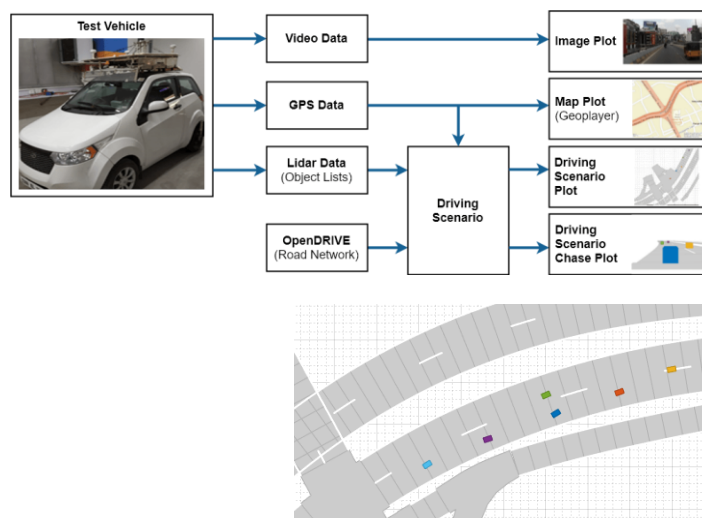 Test Vehicle
Video Data
Image Plot
GPS Data
Map Plot
(Geoplayer)
Lidar Data
(Object Lists)
Driving
Scenario
Driving
Scenario
Plot
OpenDRIVE
(Road Network)
Driving
Scenario
Chase Plot